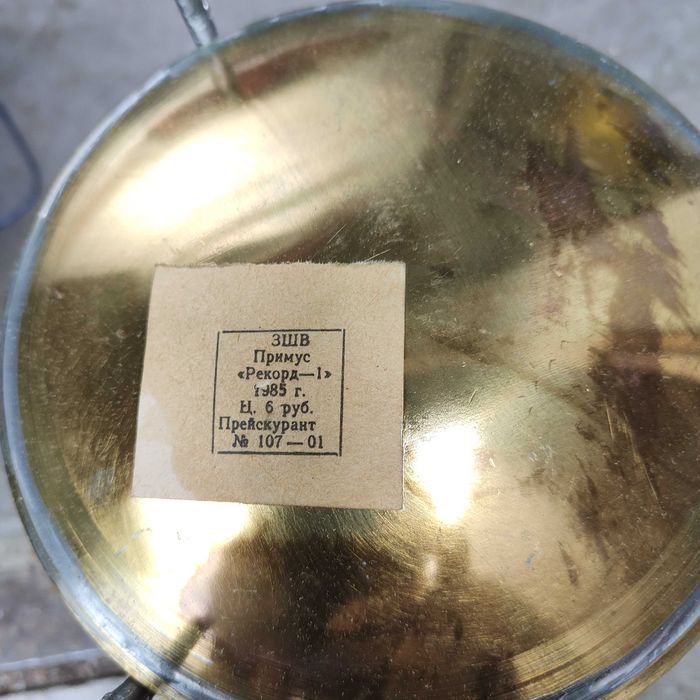 ЗШВ
Примус
«Рекорд—1»
1985 г.
Ц. 6 руб.
Прейскурант
№ 107—01